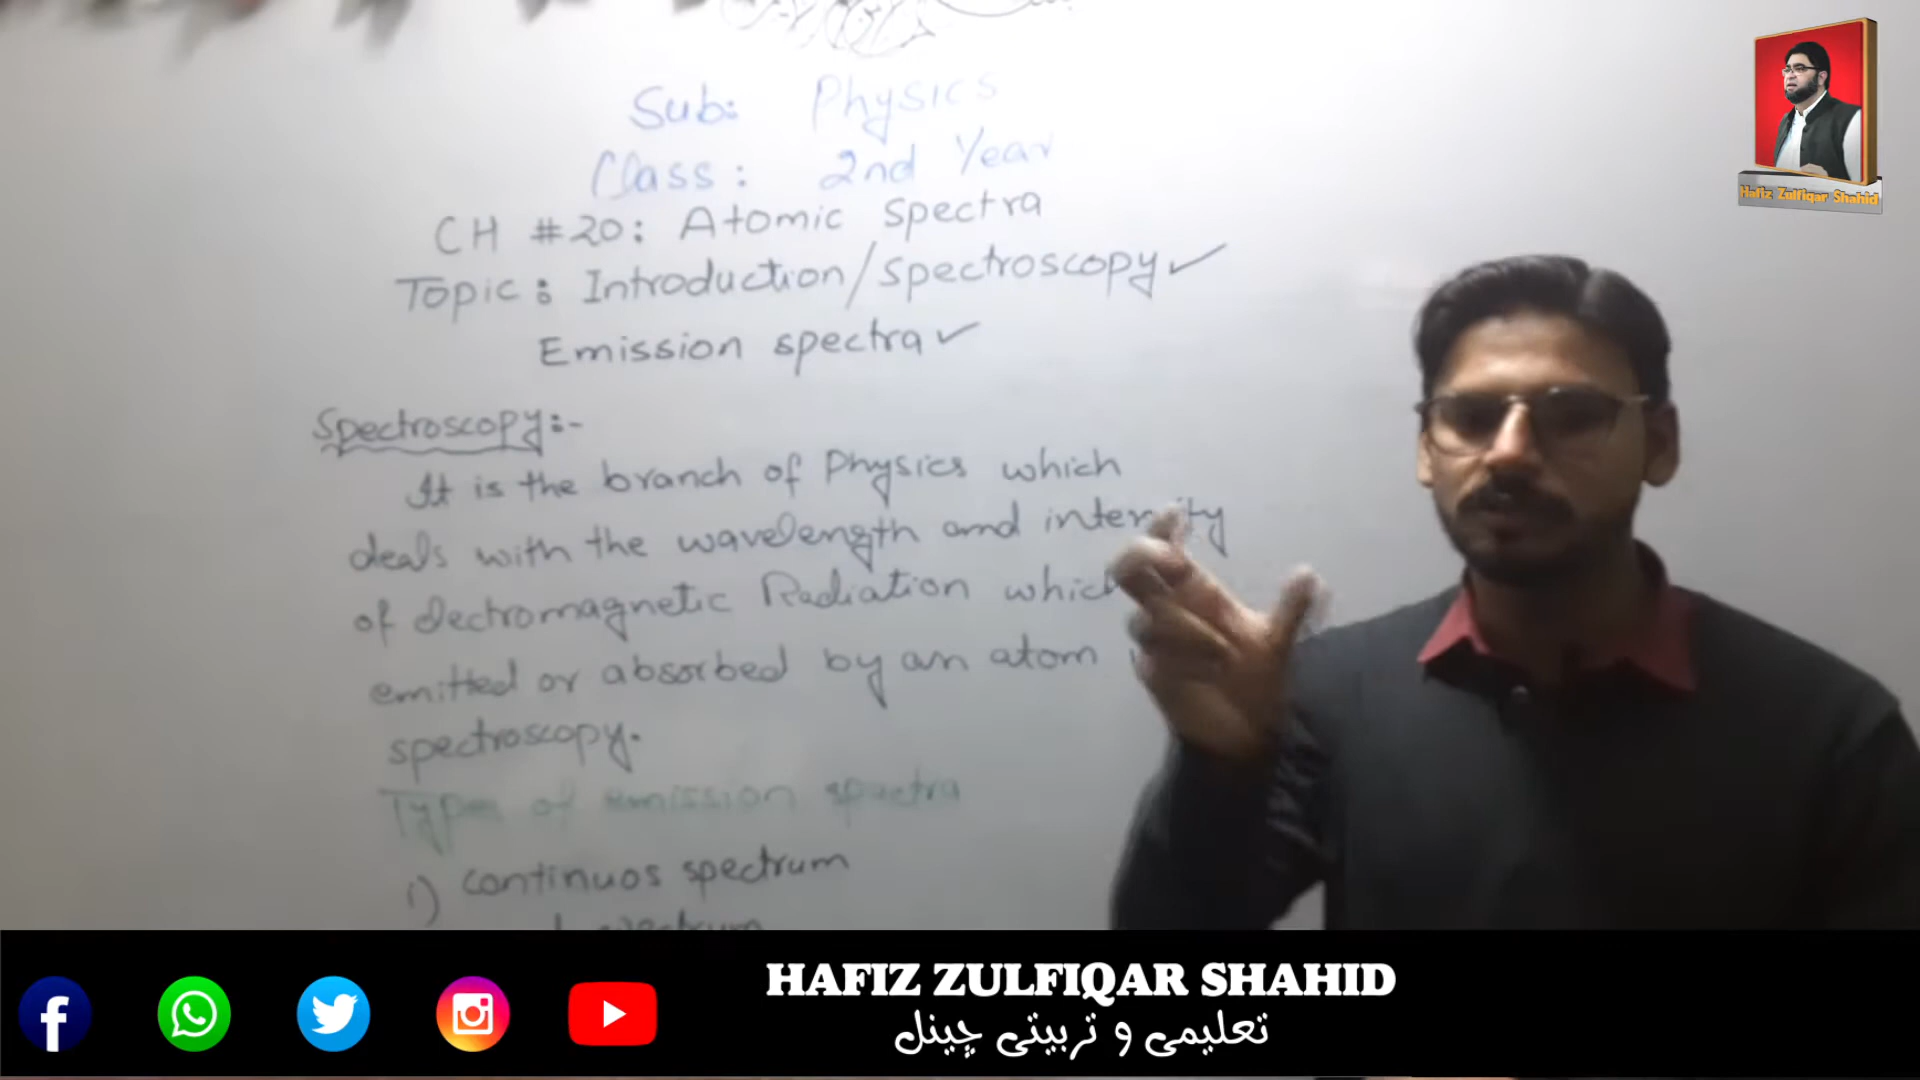 Sub: Physics
Class: 2nd Year
CH #20: Atomic Spectra
Topic: Introduction/spectroscopy✓
Emission spectra✓
Spectroscopy:-
It is the branch of Physics which
deals with the wavelength and intensity
of electromagnetic Radiation which
emitted or absorbed by an atom
spectroscopy.
Types of emission spectra
i) continuos spectrum
spectrum
Hafiz Zulfiqar Shahid
HAFIZ ZULFIQAR SHAHID
تعلیمی و تربیتی چینل